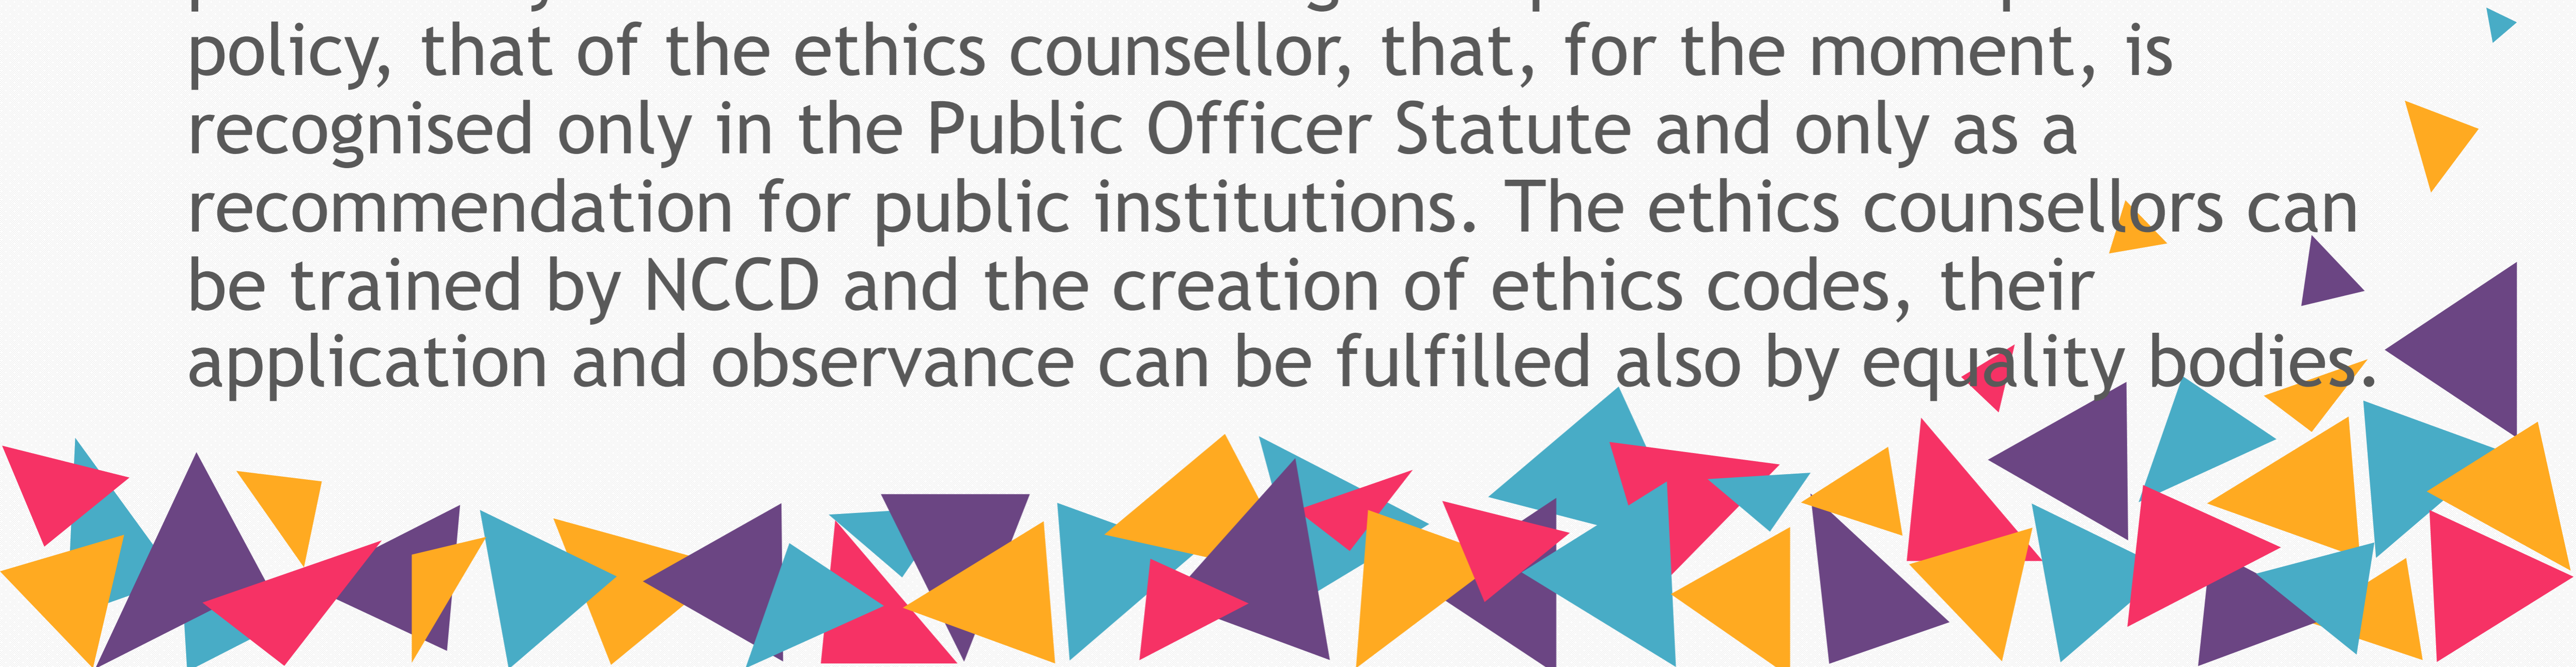 policy, that of the ethics counsellor, that, for the moment, is
recognised only in the Public Officer Statute and only as a
recommendation for public institutions. The ethics counsellors can
be trained by NCCD and the creation of ethics codes, their
application and observance can be fulfilled also by equality bodies.